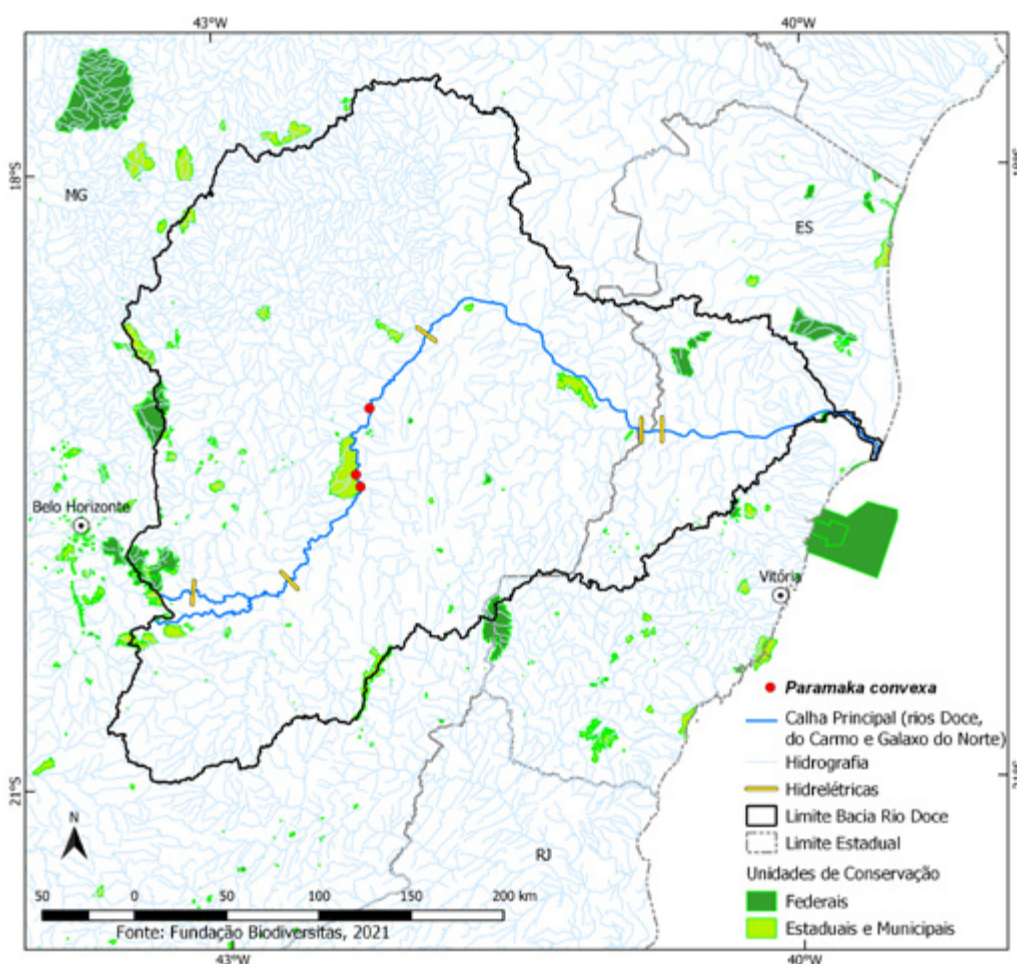 43°W
40°W
18°S
18°S
MG
ES
Belo Horizonte
Vitória
Paramaka convexa
Calha Principal (rios Doce,
do Carmo e Galaxo do Norte)
Hidrografia
Hidrelétricas
Limite Bacia Rio Doce
Limite Estadual
Unidades de Conservação
Federais
Estaduais e Municipais
21°S
21°S
N
RJ
50 0 50 100 150 200 km
Fonte: Fundação Biodiversitas, 2021
43°W
40°W